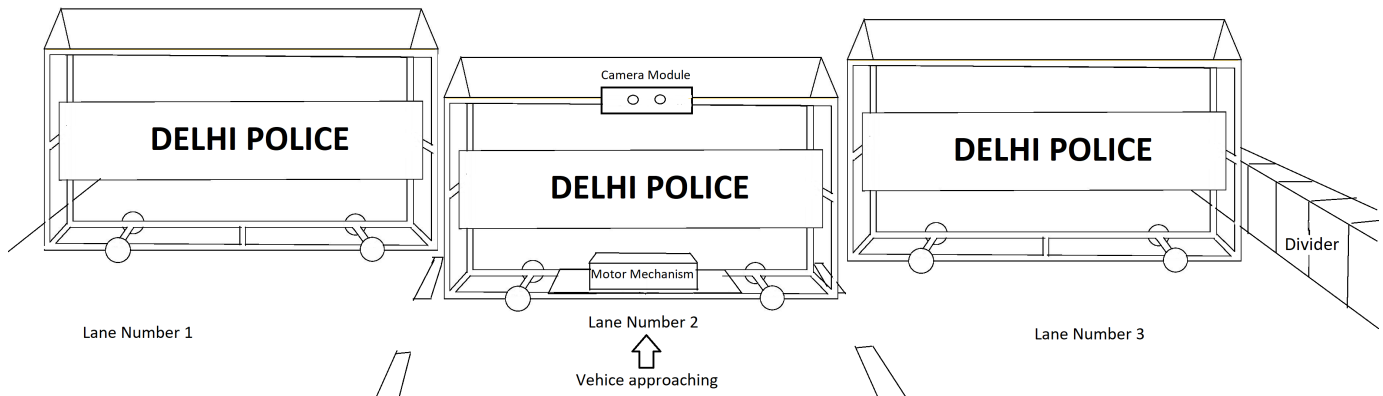 DELHI POLICE
Camera Module
DELHI POLICE
DELHI POLICE
Motor Mechanism
Divider
Lane Number 1
Lane Number 2
Lane Number 3
Vehice approaching